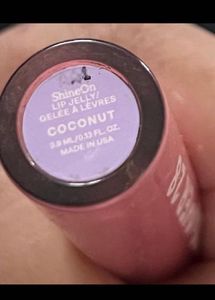 ShineOn
LIP JELLY/
GELÉE À LÈVRES
COCONUT
3.9 ML/0.13 FL. OZ.
MADE IN USA